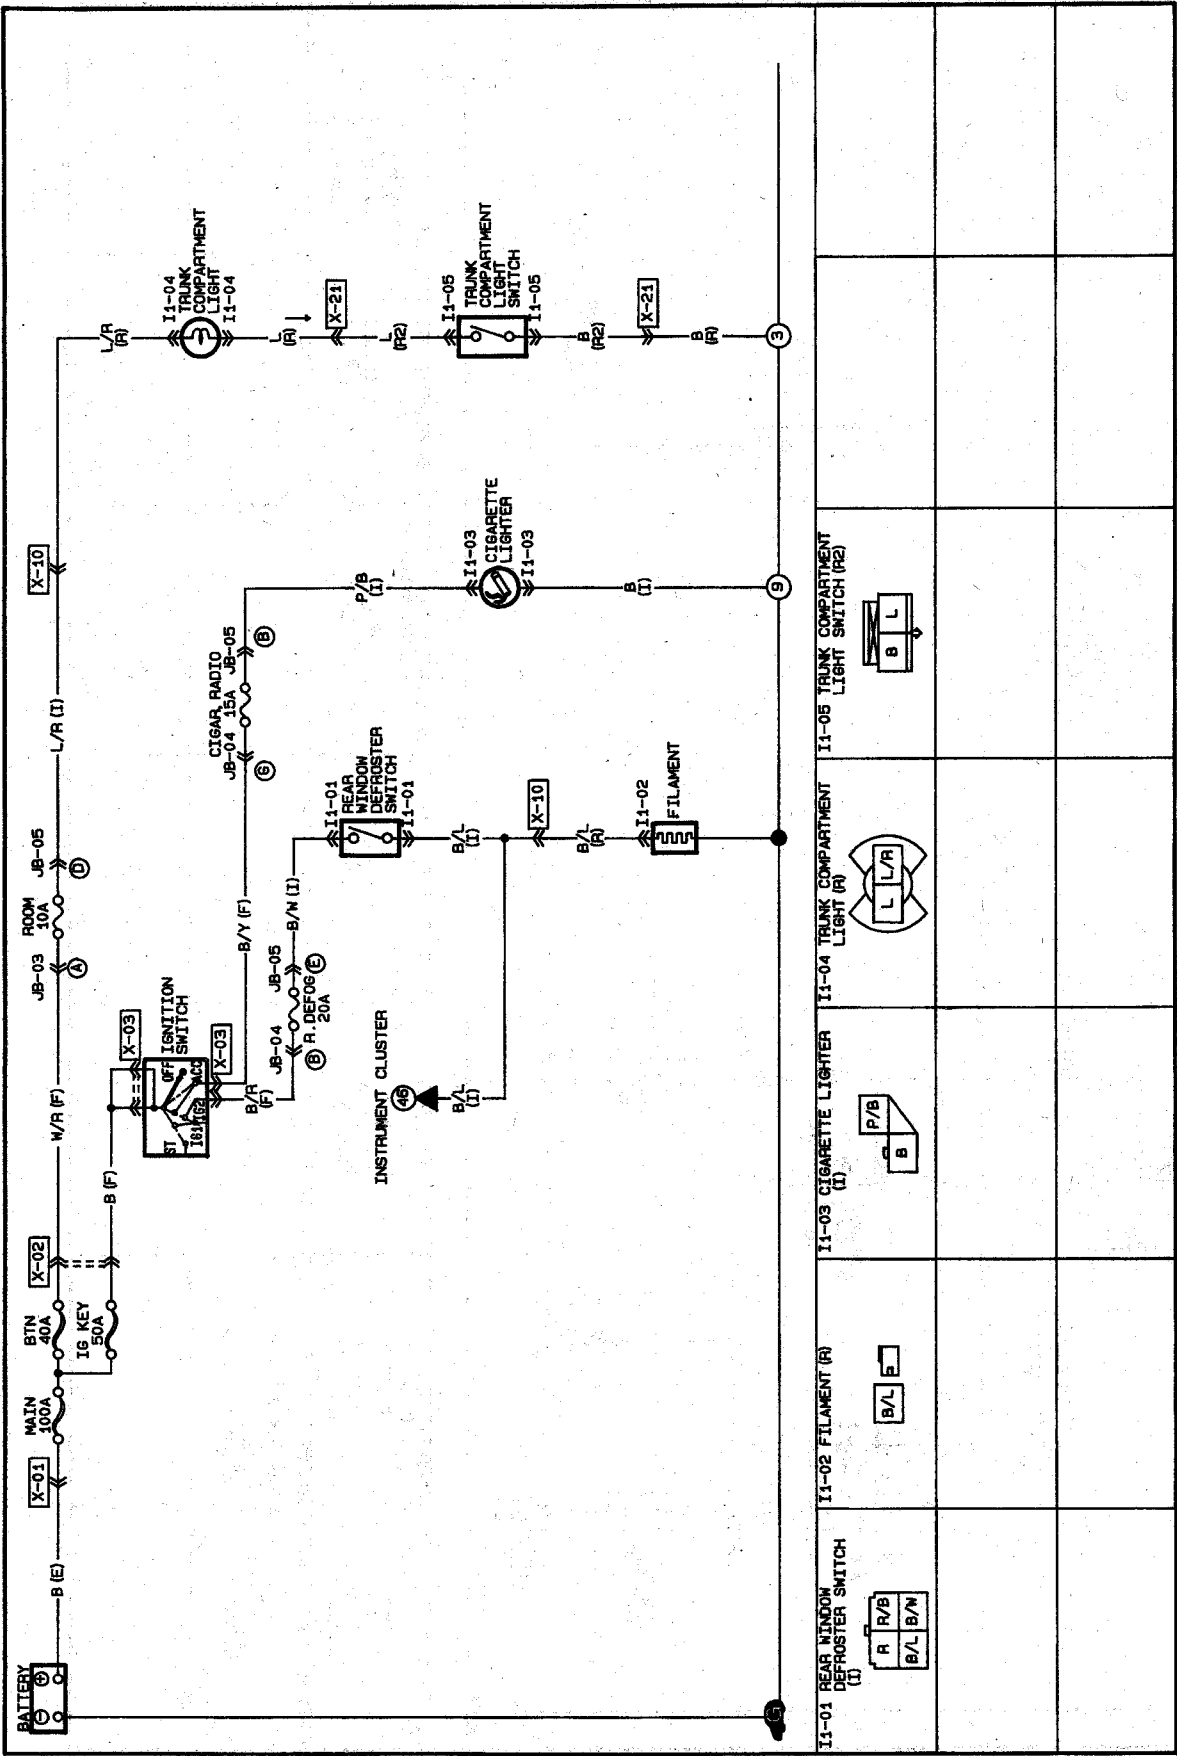 BATTERY
B (E)
X-01
MAIN
100A
BTN
40A
IG KEY
50A
X-02
W/R (F)
B (F)
JB-03
A
ROOM
10A
JB-05
D
L/R (I)
X-10
L/R
(R)
I1-04
TRUNK
COMPARTMENT
LIGHT
I1-04
L
(R)
X-21
L
(R2)
I1-05
TRUNK
COMPARTMENT
LIGHT
SWITCH
I1-05
B
(R2)
X-21
B
(R)
3
X-03
IGNITION
SWITCH
OFF
ACC
IG2
IG1
ST
X-03
B/Y (F)
B/R
(F)
JB-04
G
CIGAR, RADIO
15A
JB-05
B
P/B
(I)
I1-03
CIGARETTE
LIGHTER
I1-03
B
(I)
9
JB-04
B
R. DEFOG
20A
JB-05
E
B/W (I)
I1-01
REAR
WINDOW
DEFROSTER
SWITCH
I1-01
B/L
(I)
X-10
B/L
(R)
I1-02
FILAMENT
INSTRUMENT CLUSTER
46
B/L
(I)
I1-01 REAR WINDOW
DEFROSTER SWITCH
(I)
R R/B
B/L B/W
I1-02 FILAMENT (R)
B/L
I1-03 CIGARETTE LIGHTER
(I)
P/B
B
I1-04 TRUNK COMPARTMENT
LIGHT (R)
L L/R
I1-05 TRUNK COMPARTMENT
LIGHT SWITCH (R2)
B L